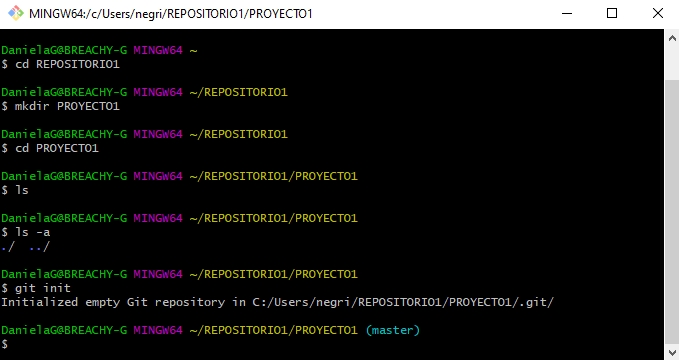 MINGW64:/c/Users/negri/REPOSITORIO1/PROYECTO1
DanielaG@BREACHY-G MINGW64 ~
$ cd REPOSITORIO1
DanielaG@BREACHY-G MINGW64 ~/REPOSITORIO1
$ mkdir PROYECTO1
DanielaG@BREACHY-G MINGW64 ~/REPOSITORIO1
$ cd PROYECTO1
DanielaG@BREACHY-G MINGW64 ~/REPOSITORIO1/PROYECTO1
$ ls
DanielaG@BREACHY-G MINGW64 ~/REPOSITORIO1/PROYECTO1
$ ls -a
./  ../
DanielaG@BREACHY-G MINGW64 ~/REPOSITORIO1/PROYECTO1
$ git init
Initialized empty Git repository in C:/Users/negri/REPOSITORIO1/PROYECTO1/.git/
DanielaG@BREACHY-G MINGW64 ~/REPOSITORIO1/PROYECTO1 (master)
$